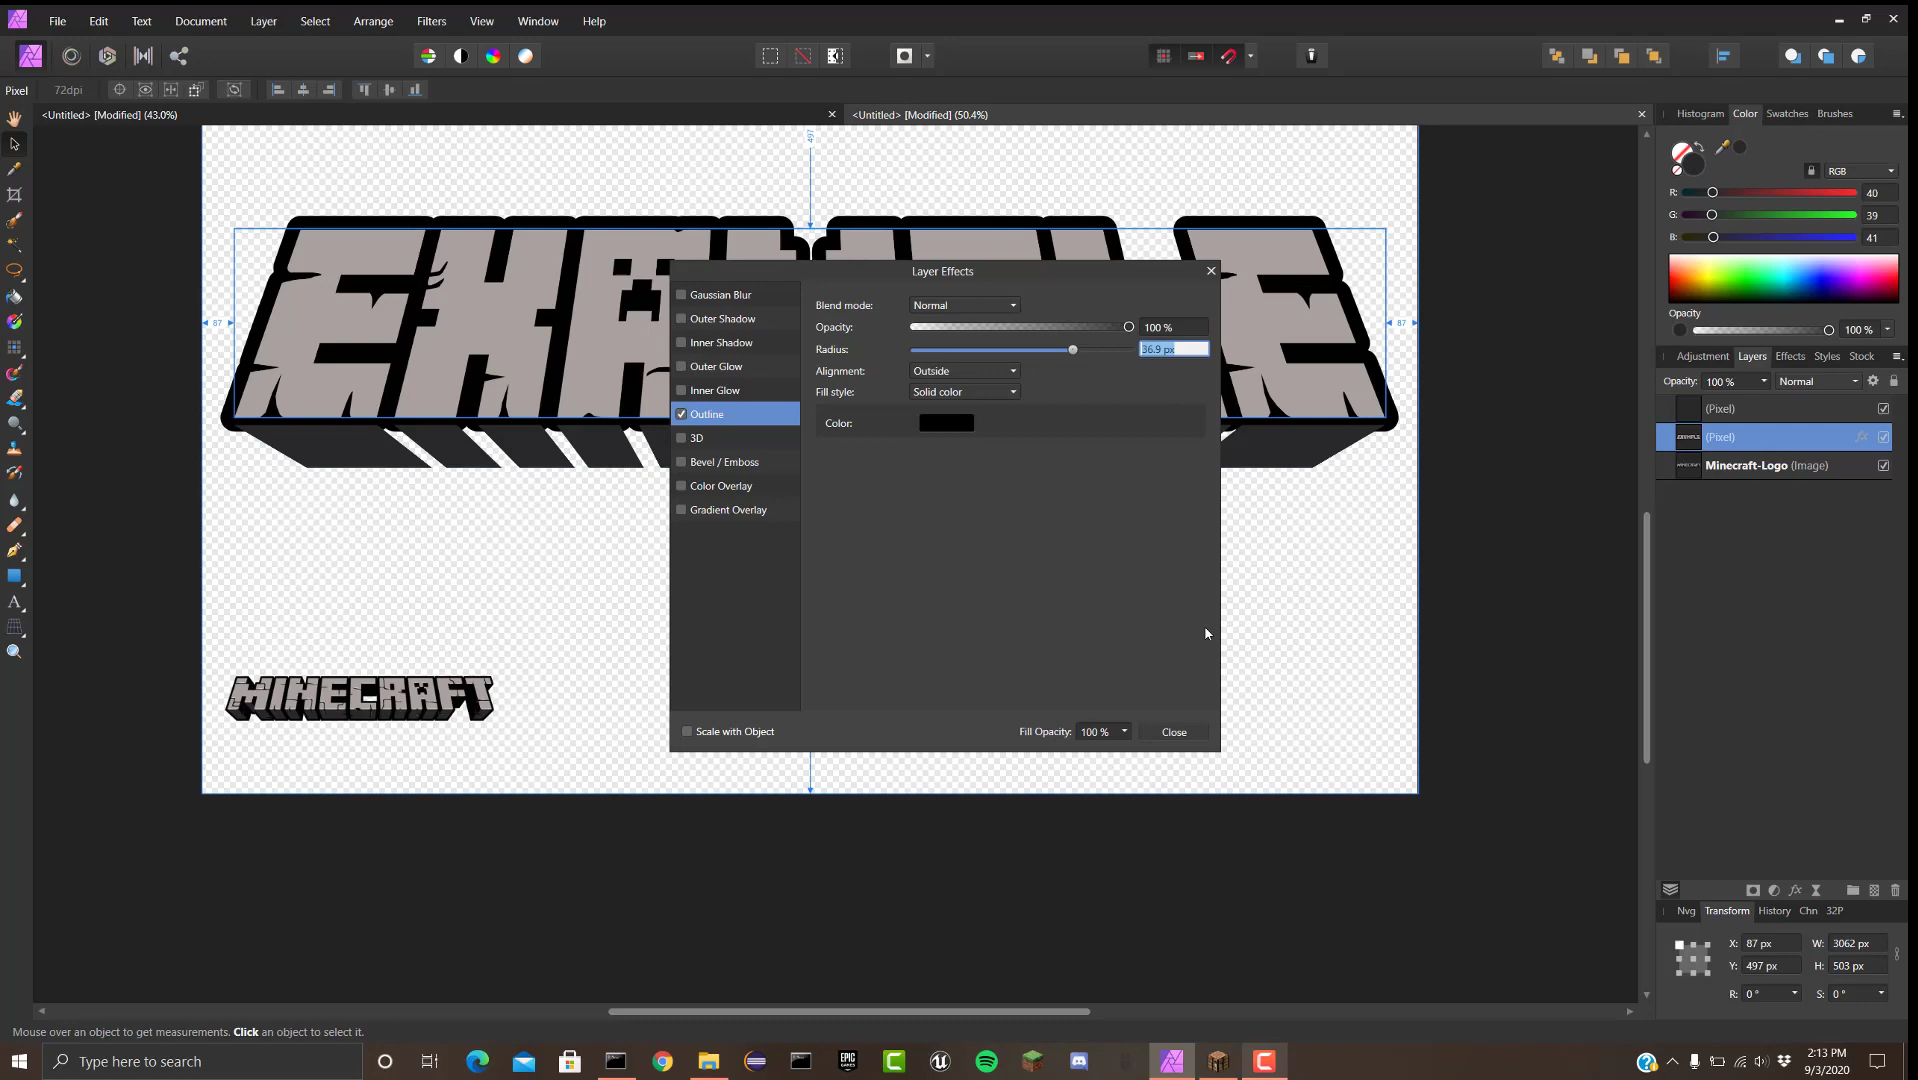 File Edit Text Document Layer Select Arrange Filters View Window Help
Pixel 72dpi
<Untitled> [Modified] (43.0%)
<Untitled> [Modified] (50.4%)
Histogram Color Swatches Brushes
RGB
R: 40
G: 39
B: 41
Opacity
100 %
Adjustment Layers Effects Styles Stock
Opacity: 100 % Normal
(Pixel)
(Pixel)
Minecraft-Logo (Image)
497
87
87
Layer Effects
Gaussian Blur
Outer Shadow
Inner Shadow
Outer Glow
Inner Glow
Outline
3D
Bevel / Emboss
Color Overlay
Gradient Overlay
Blend mode: Normal
Opacity: 100 %
Radius: 36.9 px
Alignment: Outside
Fill style: Solid color
Color:
Scale with Object
Fill Opacity: 100 %
Close
MINECRAFT
Nvg Transform History Chn 32P
X: 87 px W: 3062 px
Y: 497 px H: 503 px
R: 0 ° S: 0 °
Mouse over an object to get measurements. Click an object to select it.
Type here to search
EPIC GAMES
2:13 PM
9/3/2020